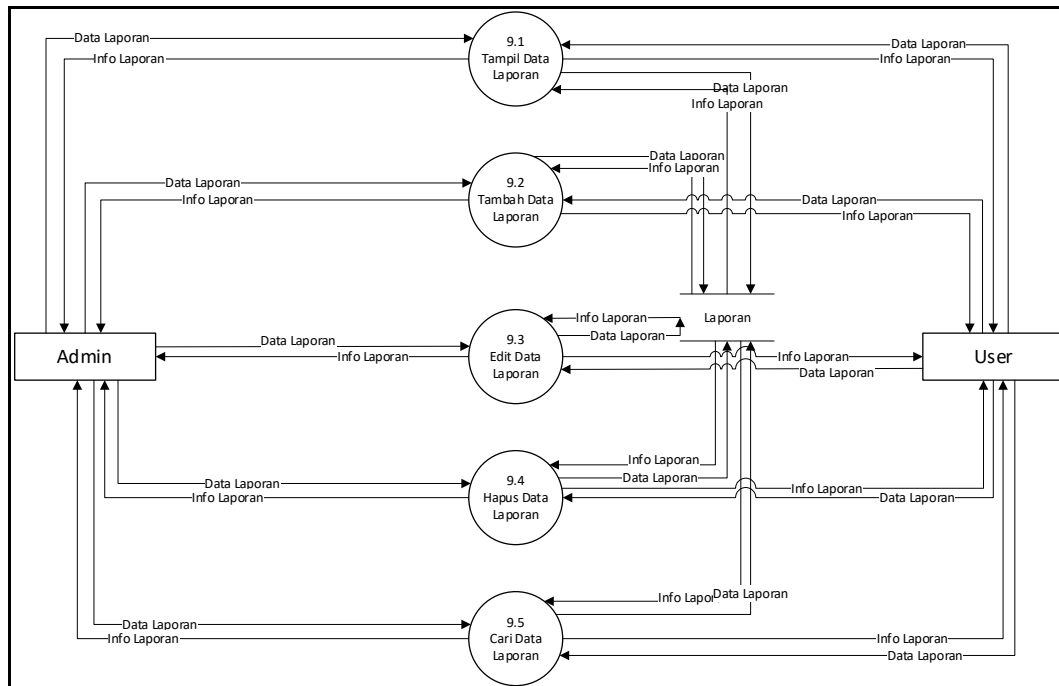 Data Laporan
Info Laporan
9.1
Tampil Data
Laporan
Data Laporan
Info Laporan
Data Laporan
Info Laporan
Data Laporan
Info Laporan
9.2
Tambah Data
Laporan
Data Laporan
Info Laporan
Data Laporan
Info Laporan
Admin
Data Laporan
Info Laporan
9.3
Edit Data
Laporan
Info Laporan
Data Laporan
Laporan
Info Laporan
Data Laporan
User
Data Laporan
Info Laporan
9.4
Hapus Data
Laporan
Info Laporan
Data Laporan
Info Laporan
Data Laporan
Data Laporan
Info Laporan
9.5
Cari Data
Laporan
Info Lapor
Data Laporan
Info Laporan
Data Laporan